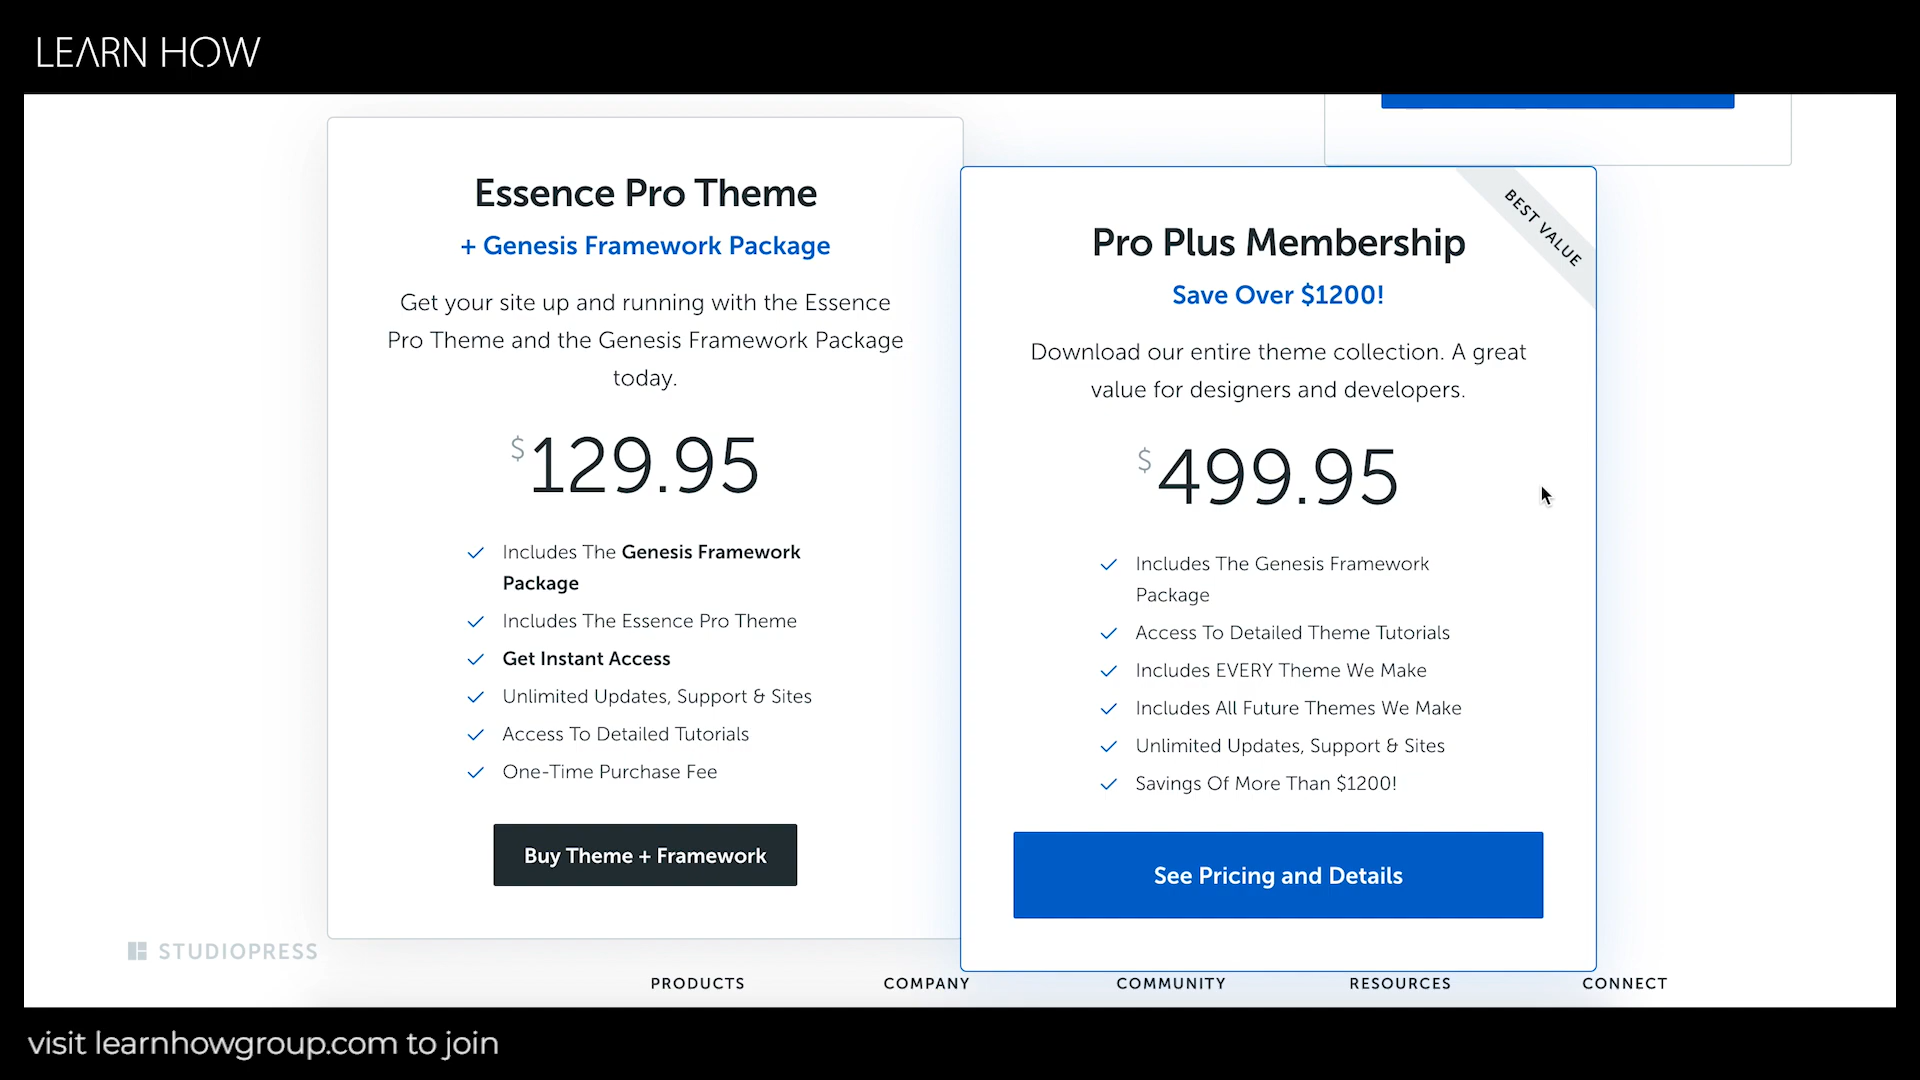 LEARN HOW
Essence Pro Theme
+ Genesis Framework Package
Get your site up and running with the Essence
Pro Theme and the Genesis Framework Package
today.
$129.95
Includes The Genesis Framework
Package
Includes The Essence Pro Theme
Get Instant Access
Unlimited Updates, Support & Sites
Access To Detailed Tutorials
One-Time Purchase Fee
Buy Theme + Framework
BEST VALUE
Pro Plus Membership
Save Over $1200!
Download our entire theme collection. A great
value for designers and developers.
$499.95
Includes The Genesis Framework
Package
Access To Detailed Theme Tutorials
Includes EVERY Theme We Make
Includes All Future Themes We Make
Unlimited Updates, Support & Sites
Savings Of More Than $1200!
See Pricing and Details
STUDIOPRESS
PRODUCTS
COMPANY
COMMUNITY
RESOURCES
CONNECT
visit learnhowgroup.com to join